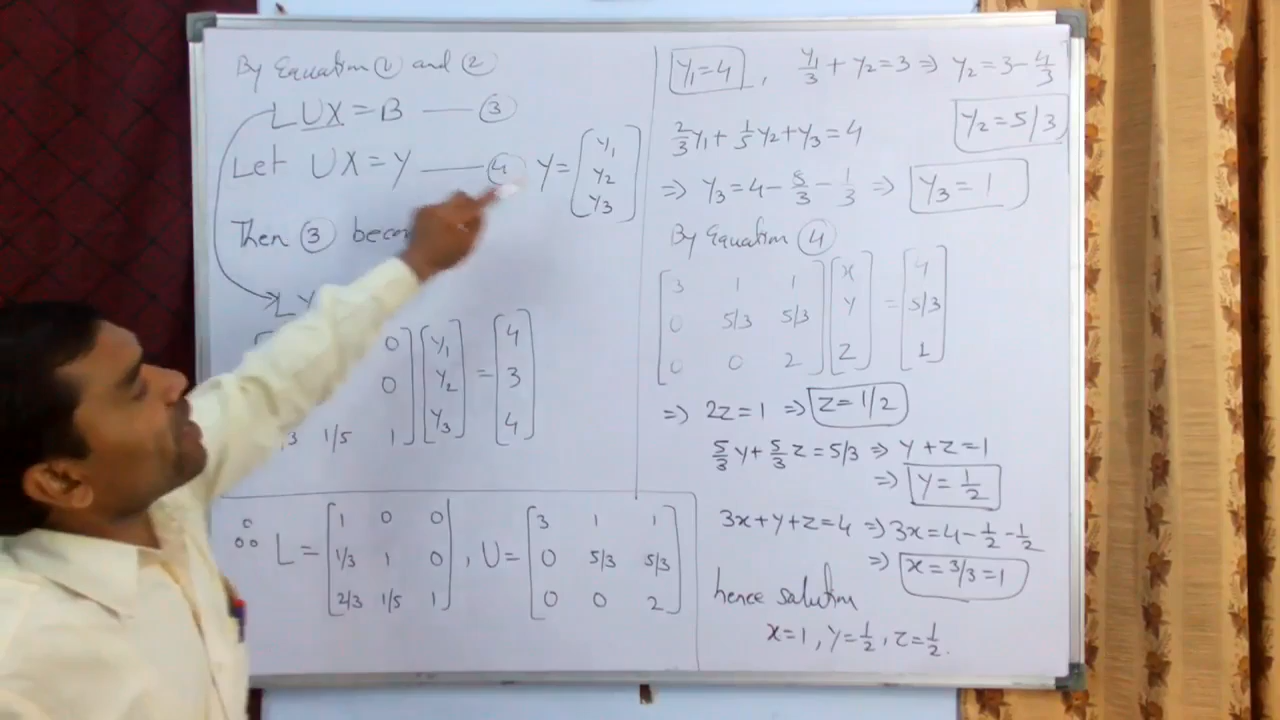 By Equation ① and ②
LUX = B —— ③
Let UX = Y —— ④ Y = [y₁ y₂ y₃]
Then ③
L
0 [y₁ [4
0 y₂ = 3
1/5 1] y₃] 4]
∴ L = [1 0 0 , U = [3 1 1
1/3 1 0 0 5/3 5/3
2/3 1/5 1] 0 0 2]
y₁ = 4 , y₁/3 + y₂ = 3 ⇒ y₂ = 3 - 4/3
y₂ = 5/3
2/3 y₁ + 1/5 y₂ + y₃ = 4
⇒ y₃ = 4 - 8/3 - 1/3 ⇒ y₃ = 1
By Equation ④
[3 1 1 [x [4
0 5/3 5/3 y = 5/3
0 0 2] z] 1]
⇒ 2z = 1 ⇒ z = 1/2
5/3 y + 5/3 z = 5/3 ⇒ y + z = 1
⇒ y = 1/2
3x + y + z = 4 ⇒ 3x = 4 - 1/2 - 1/2
⇒ x = 3/3 = 1
hence solution
x = 1 , y = 1/2 , z = 1/2 .